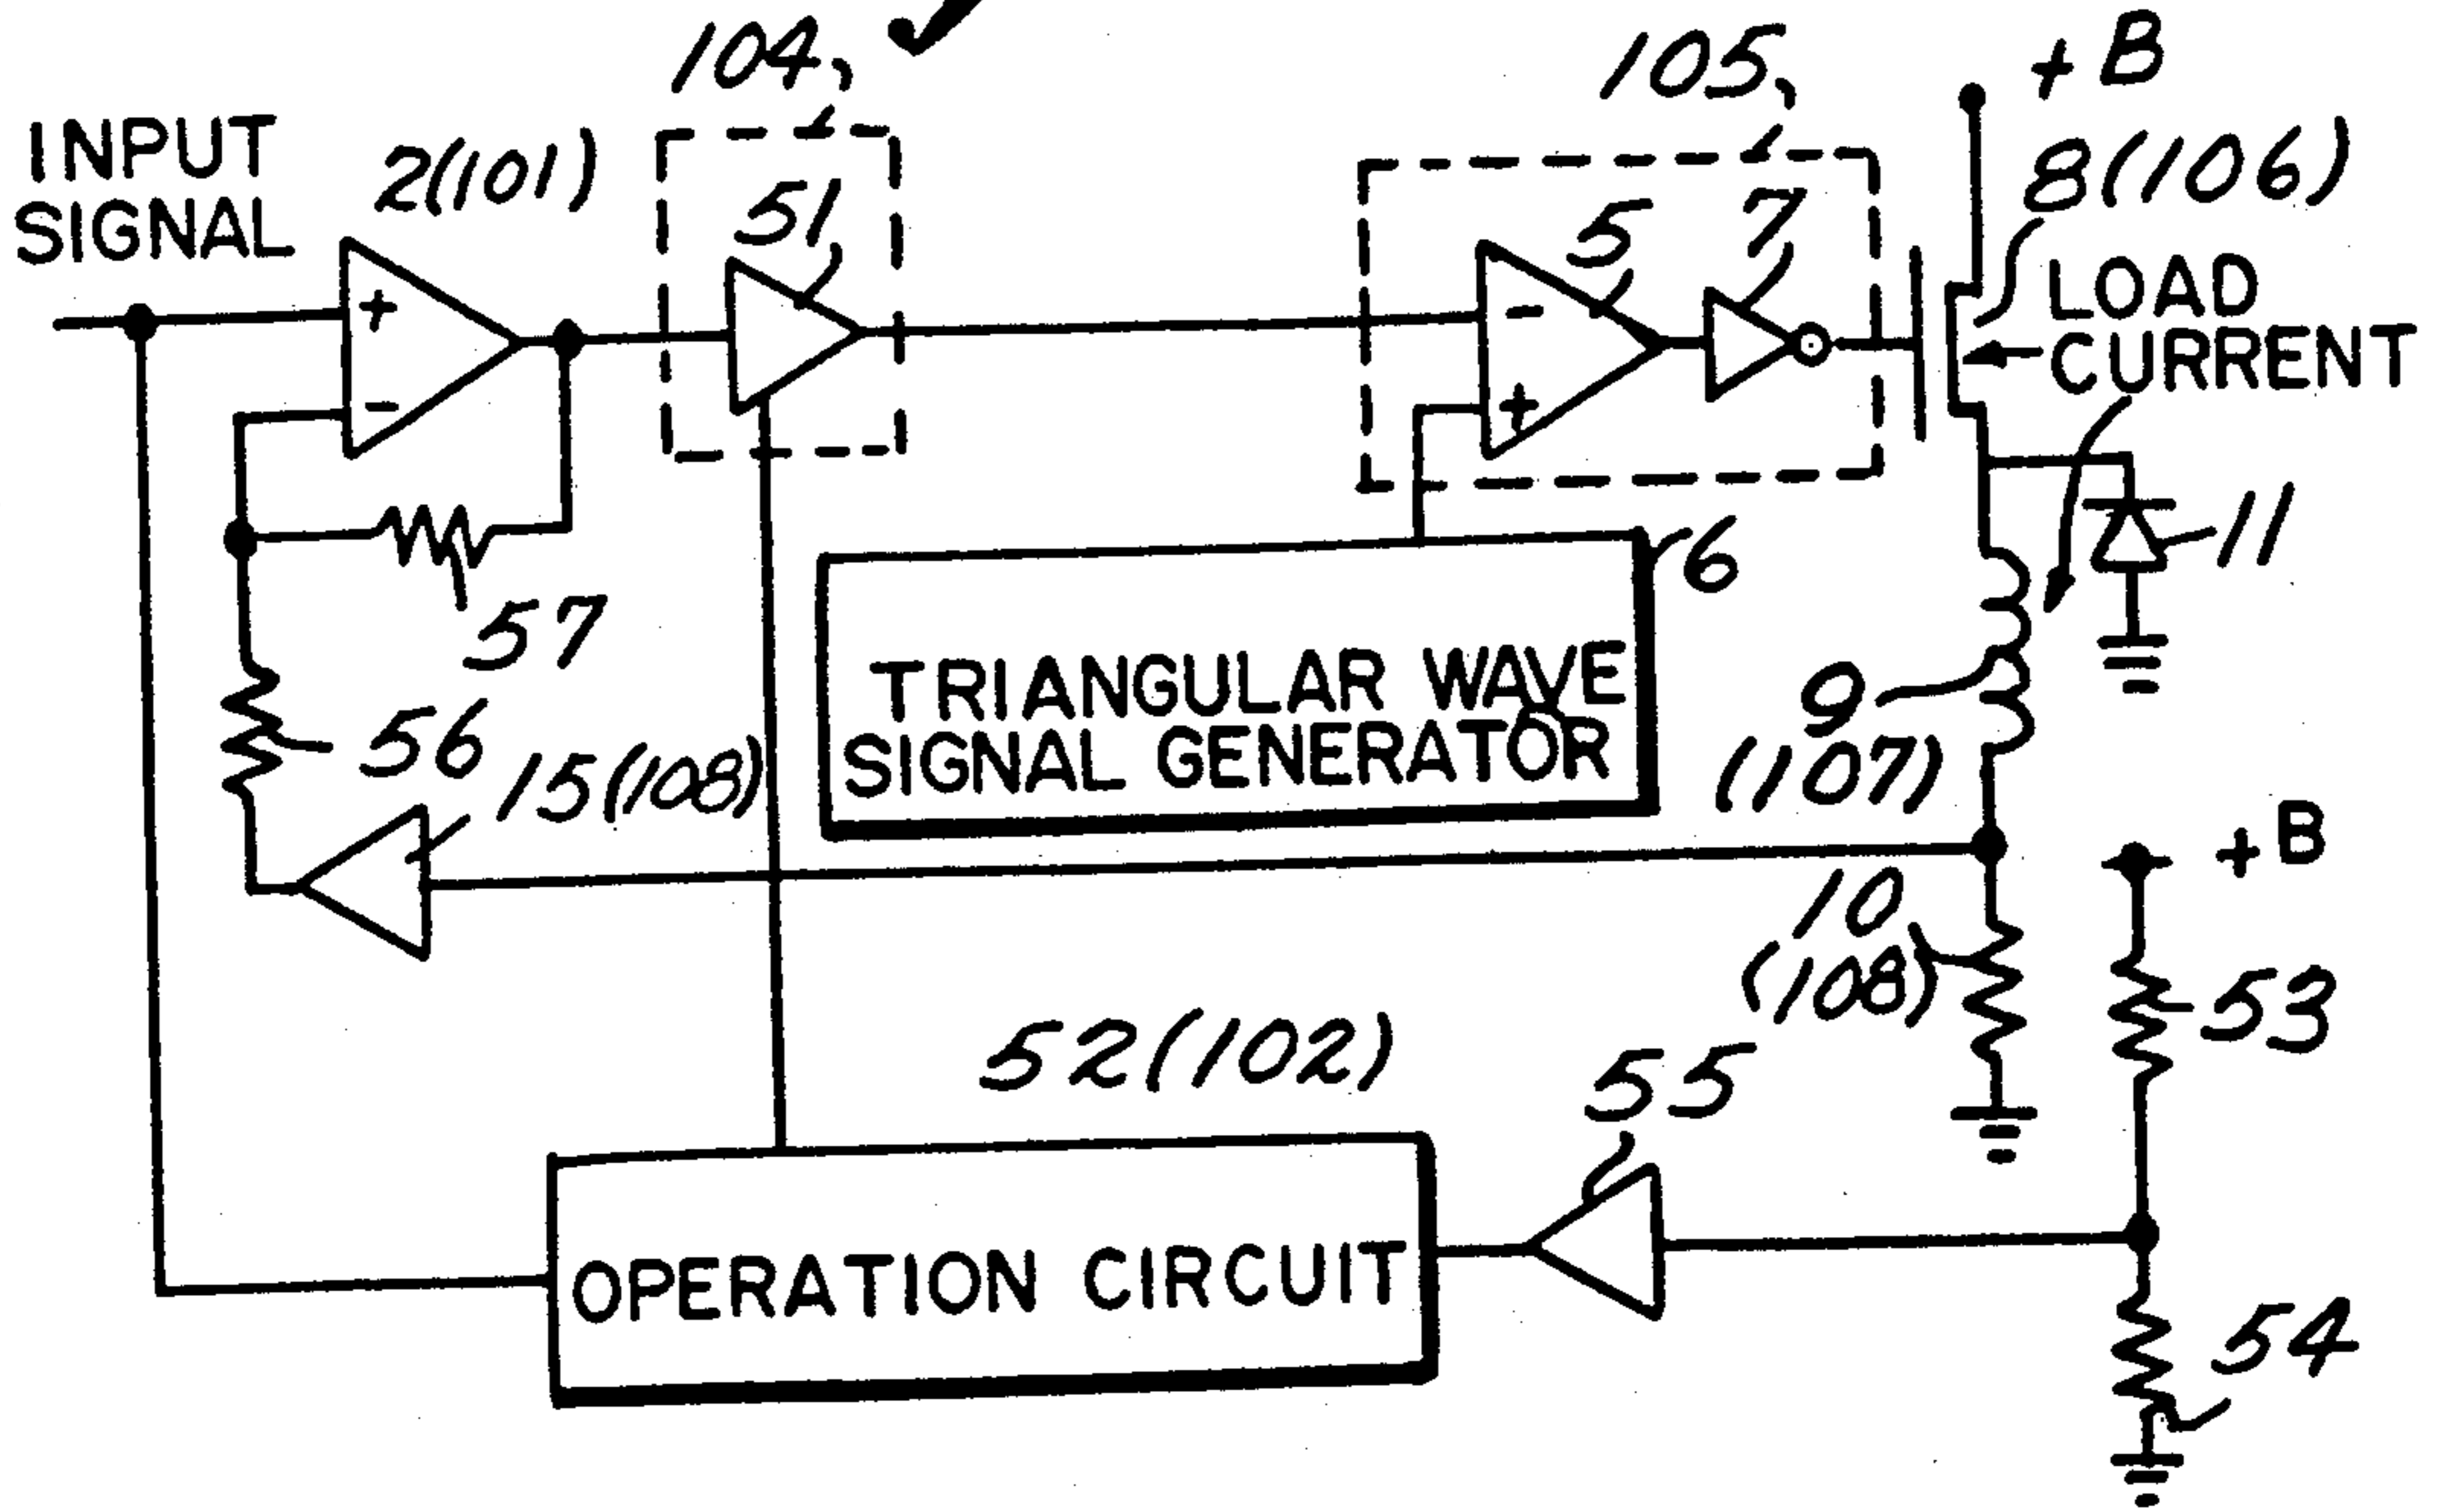 104,
105,
+B
INPUT
SIGNAL
2(101)
51
5
7
8(106)
+
-
-
+
LOAD
CURRENT
11
57
6
TRIANGULAR WAVE
SIGNAL GENERATOR
9
(107)
56
15(108)
+B
10
(108)
53
52(102)
55
OPERATION CIRCUIT
54